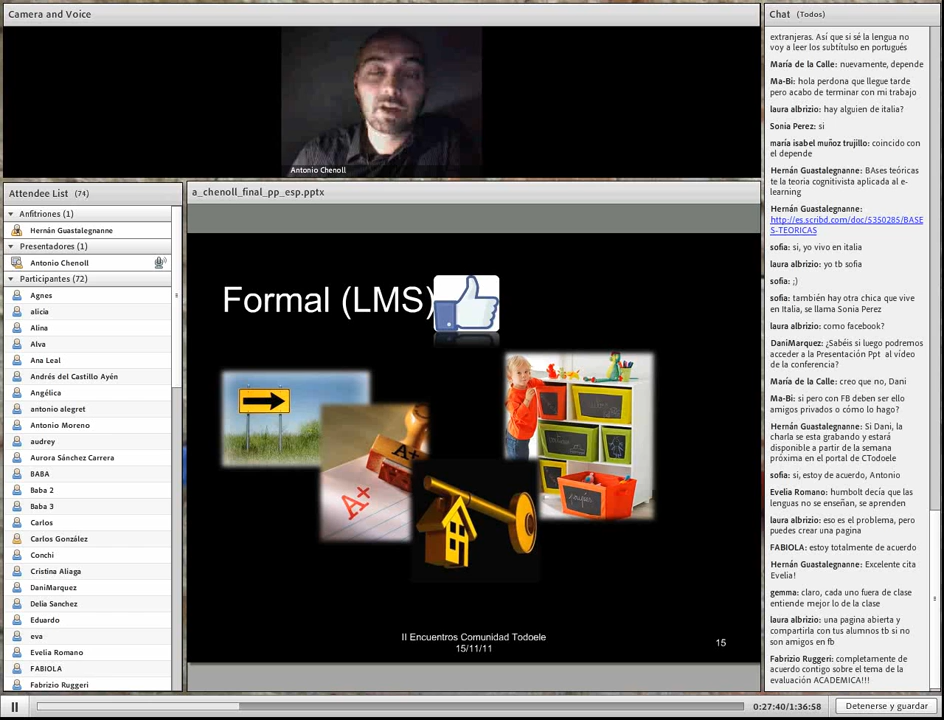 Camera and Voice
Antonio Chenoll
Attendee List (74)
Anfitriones (1)
Hernán Guastalegnanne
Presentadores (1)
Antonio Chenoll
Participantes (72)
Agnes
alicia
Alina
Alva
Ana Leal
Andrés del Castillo Ayén
Angélica
antonio alegret
Antonio Moreno
audrey
Aurora Sánchez Carrera
BABA
Baba 2
Baba 3
Carlos
Carlos González
Conchi
Cristina Aliaga
DaniMarquez
Delia Sanchez
Eduardo
eva
Evelia Romano
FABIOLA
Fabrizio Ruggeri
a_chenoll_final_pp_esp.pptx
Formal (LMS)
A+
A+
II Encuentros Comunidad Todoele
15/11/11
15
Chat (Todos)
extranjeras. Así que si sé la lengua no
voy a leer los subtítulso en portugués
María de la Calle: nuevamente, depende
Ma-Bi: hola perdona que llegue tarde
pero acabo de terminar con mi trabajo
laura albrizio: hay alguien de italia?
Sonia Perez: si
maría isabel muñoz trujillo: coincido con
el depende
Hernán Guastalegnanne: BAses teóricas
te la teoria cognitivista aplicada al e-
learning
Hernán Guastalegnanne:
http://es.scribd.com/doc/5350285/BASE
S-TEORICAS
sofia: si, yo vivo en italia
laura albrizio: yo tb sofia
sofia: ;)
sofia: también hay otra chica que vive
en Italia, se llama Sonia Perez
laura albrizio: como facebook?
DaniMarquez: ¿Sabéis si luego podremos
acceder a la Presentación Ppt al vídeo
de la conferencia?
María de la Calle: creo que no, Dani
Ma-Bi: si pero con FB deben ser ello
amigos privados o cómo lo hago?
Hernán Guastalegnanne: Si Dani, la
charla se esta grabando y estará
disponible a partir de la semana
próxima en el portal de CTodoele
sofia: si, estoy de acuerdo, Antonio
Evelia Romano: humbolt decía que las
lenguas no se enseñan, se aprenden
laura albrizio: eso es el problema, pero
puedes crear una pagina
FABIOLA: estoy totalmente de acuerdo
Hernán Guastalegnanne: Excelente cita
Evelia!
gemma: claro, cada uno fuera de clase
entiende mejor lo de la clase
laura albrizio: una pagina abierta y
compartirla con tus alumnos tb si no
son amigos en fb
Fabrizio Ruggeri: completamente de
acuerdo contigo sobre el tema de la
evaluación ACADEMICA!!!
0:27:40/1:36:58
Detenerse y guardar